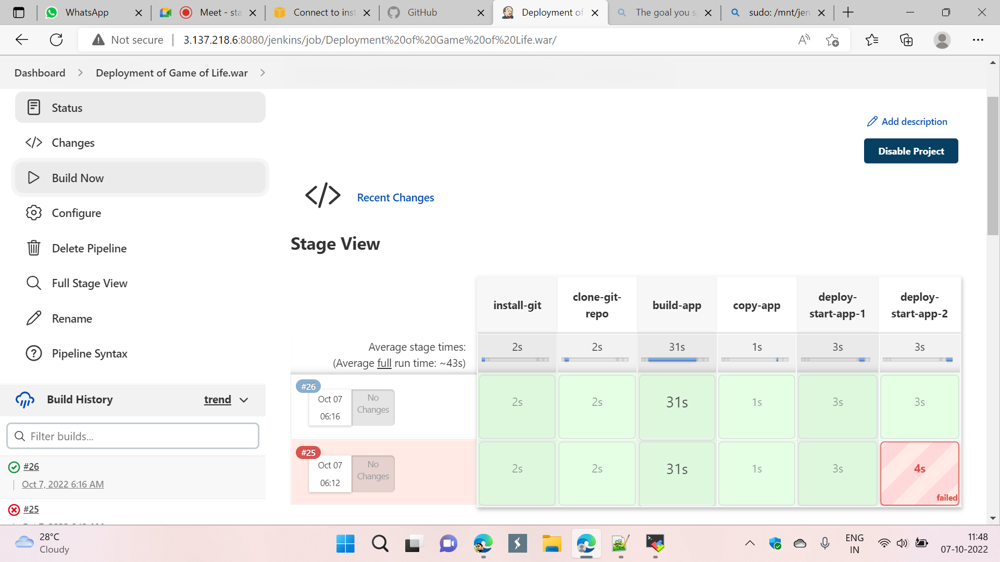 WhatsApp
Meet - sta
Connect to inst
GitHub
Deployment of
The goal you sp
sudo: /mnt/jen
Not secure
3.137.218.6:8080/jenkins/job/Deployment%20of%20Game%20of%20Life.war/
Dashboard
Deployment of Game of Life.war
Status
Changes
Build Now
Configure
Delete Pipeline
Full Stage View
Rename
Pipeline Syntax
Build History
trend
Filter builds...
#26
Oct 7, 2022 6:16 AM
#25
Add description
Disable Project
Recent Changes
Stage View
install-git
clone-git-
repo
build-app
copy-app
deploy-
start-app-1
deploy-
start-app-2
Average stage times:
(Average full run time: ~43s)
2s
2s
31s
1s
3s
3s
#26
Oct 07
06:16
No
Changes
2s
2s
31s
1s
3s
3s
#25
Oct 07
06:12
No
Changes
2s
2s
31s
1s
3s
4s
failed
28°C
Cloudy
ENG
IN
11:48
07-10-2022